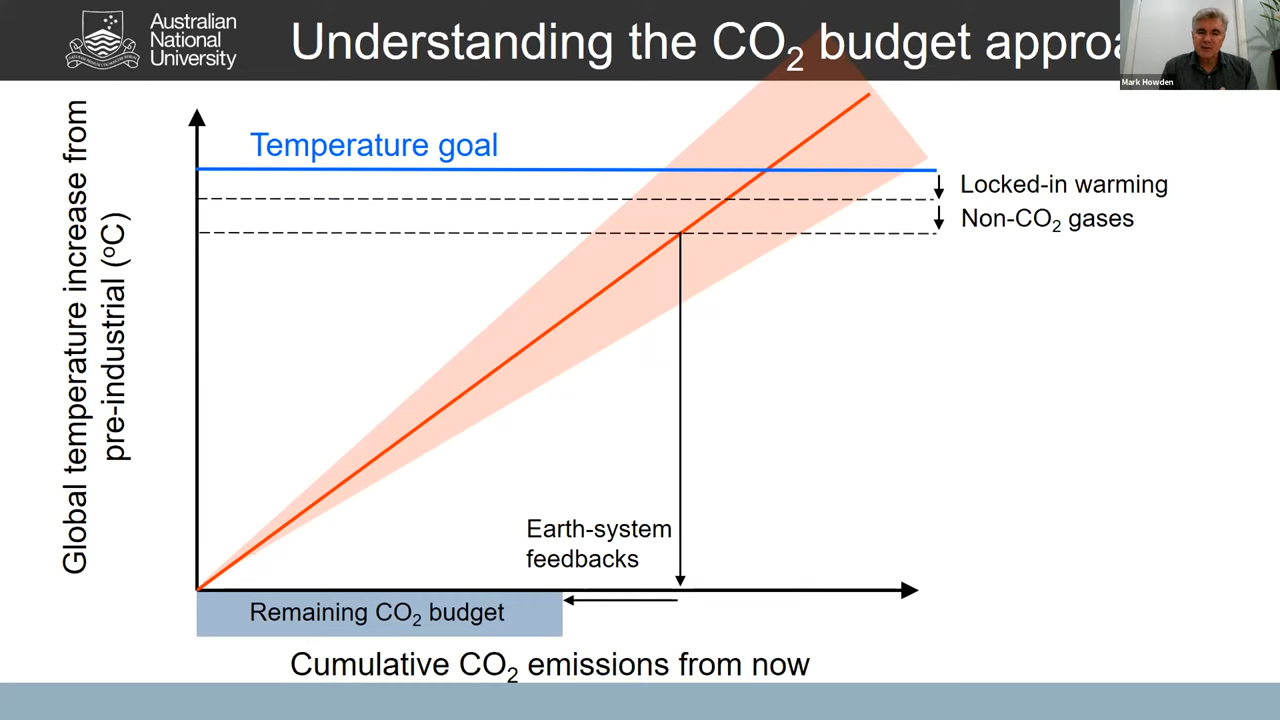 Australian
National
University
Understanding the CO₂ budget approa
Mark Howden
Global temperature increase from
pre-industrial (ºC)
Temperature goal
Locked-in warming
Non-CO₂ gases
Earth-system
feedbacks
Remaining CO₂ budget
Cumulative CO₂ emissions from now